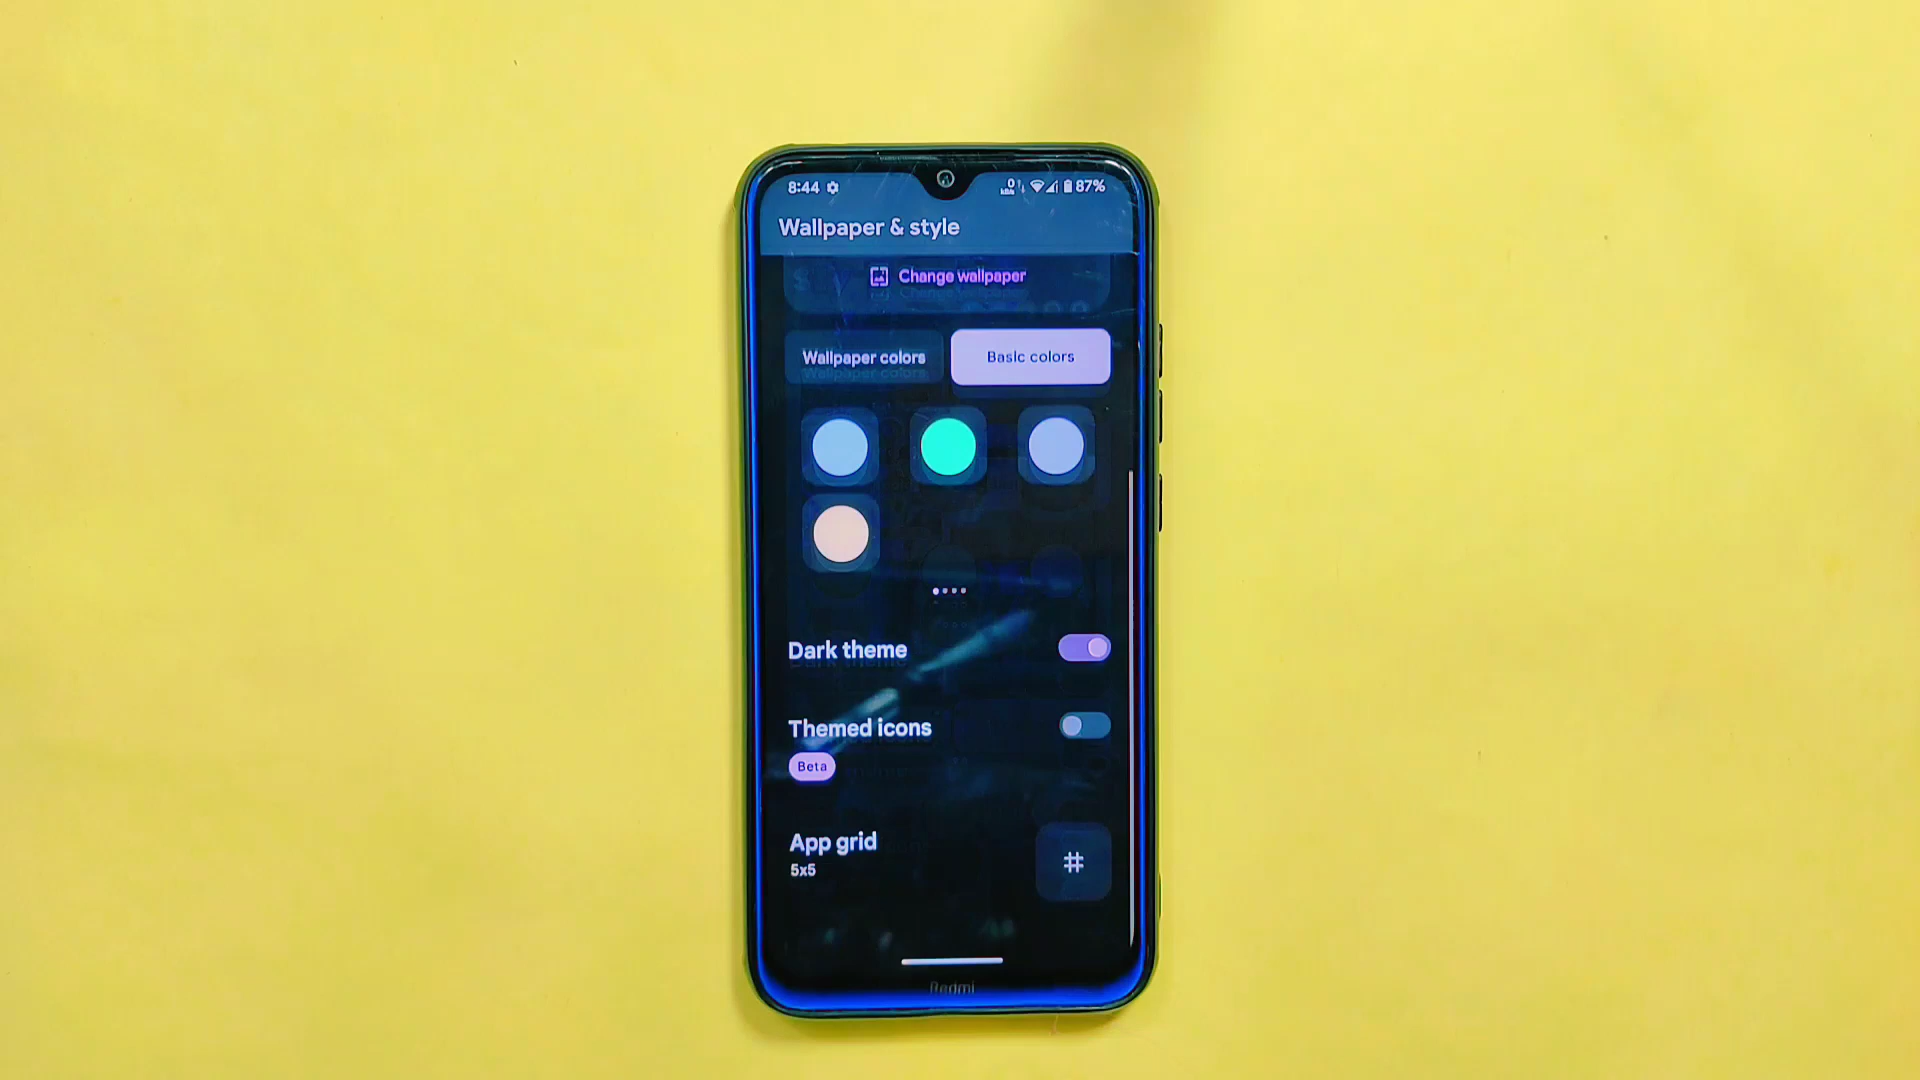 8:44
0
87%
Wallpaper & style
Change wallpaper
Wallpaper colors
Basic colors
Dark theme
Themed icons
Beta
App grid
5x5
Redmi